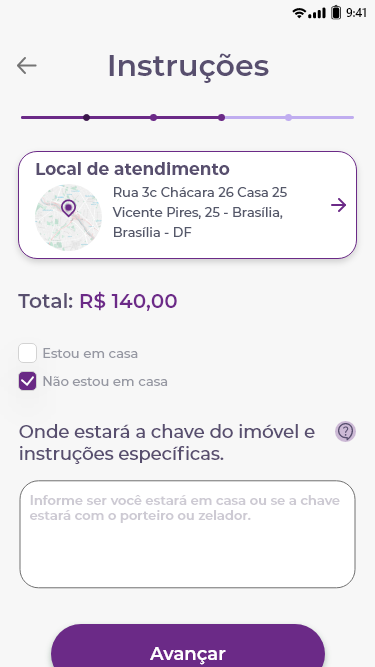 9:41
Instruções
Local de atendimento
Rua 3c Chácara 26 Casa 25
Vicente Pires, 25 - Brasília,
Brasília - DF
Total: R$ 140,00
Estou em casa
Não estou em casa
Onde estará a chave do imóvel e
instruções específicas.
?
Informe ser você estará em casa ou se a chave
estará com o porteiro ou zelador.
Avançar